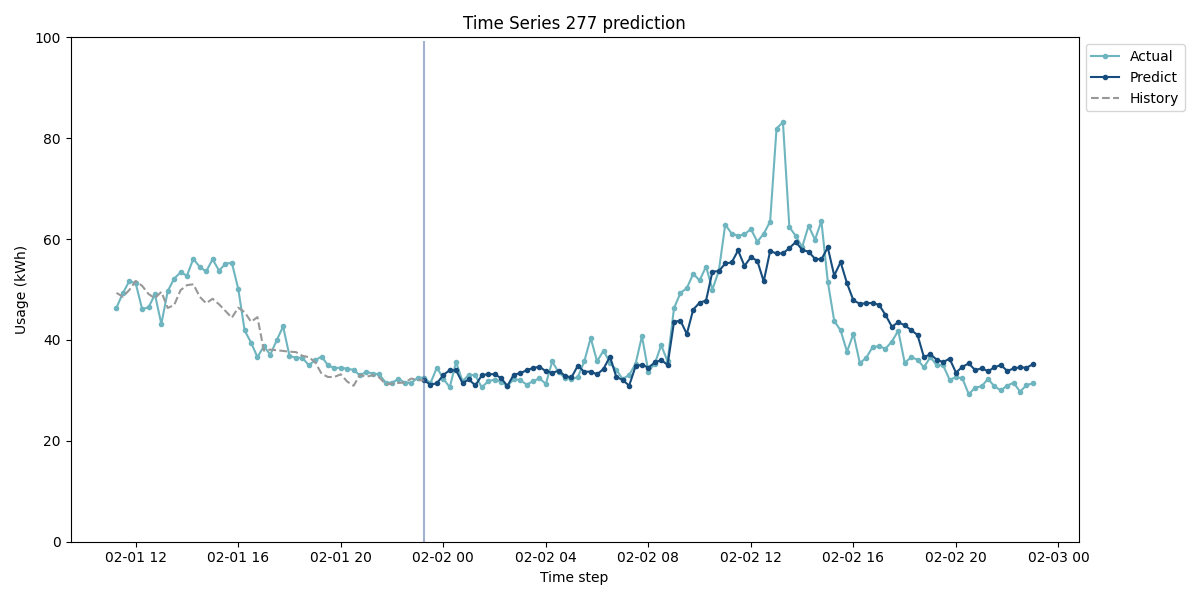 Time Series 277 prediction
100
80
60
40
20
0
Usage (kWh)
02-01 12
02-01 16
02-01 20
02-02 00
02-02 04
02-02 08
02-02 12
02-02 16
02-02 20
02-03 00
Time step
Actual
Predict
History